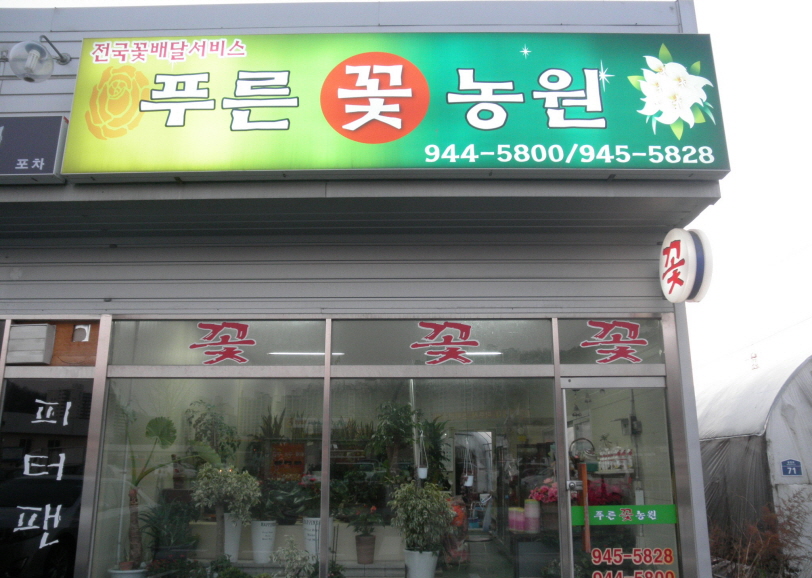 전국꽃배달서비스
푸른 꽃 농원
944-5800/945-5828
포차
꽃
꽃 꽃 꽃
피터팬
푸른 꽃 농원
945-5828
71